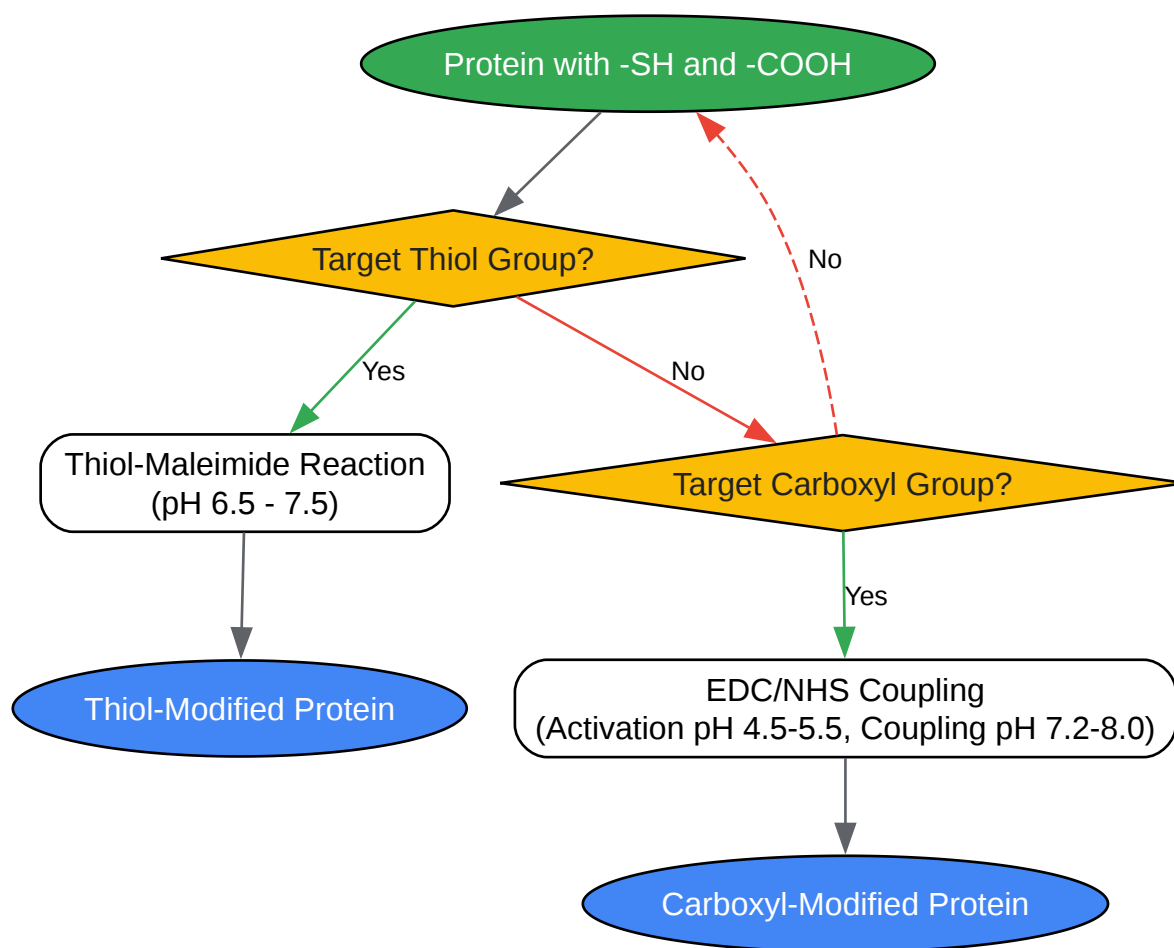 Protein with -SH and -COOH
Target Thiol Group?
No
Yes
No
Thiol-Maleimide Reaction
(pH 6.5 - 7.5)
Target Carboxyl Group?
Yes
Thiol-Modified Protein
EDC/NHS Coupling
(Activation pH 4.5-5.5, Coupling pH 7.2-8.0)
Carboxyl-Modified Protein